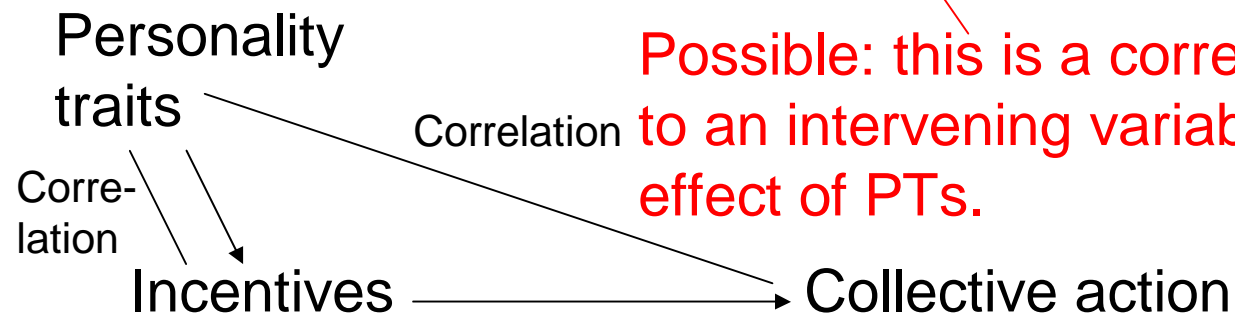 Personality
traits
Possible: this is a corre
Correlation to an intervening variab
effect of PTs.
Corre-
lation
Incentives
Collective action